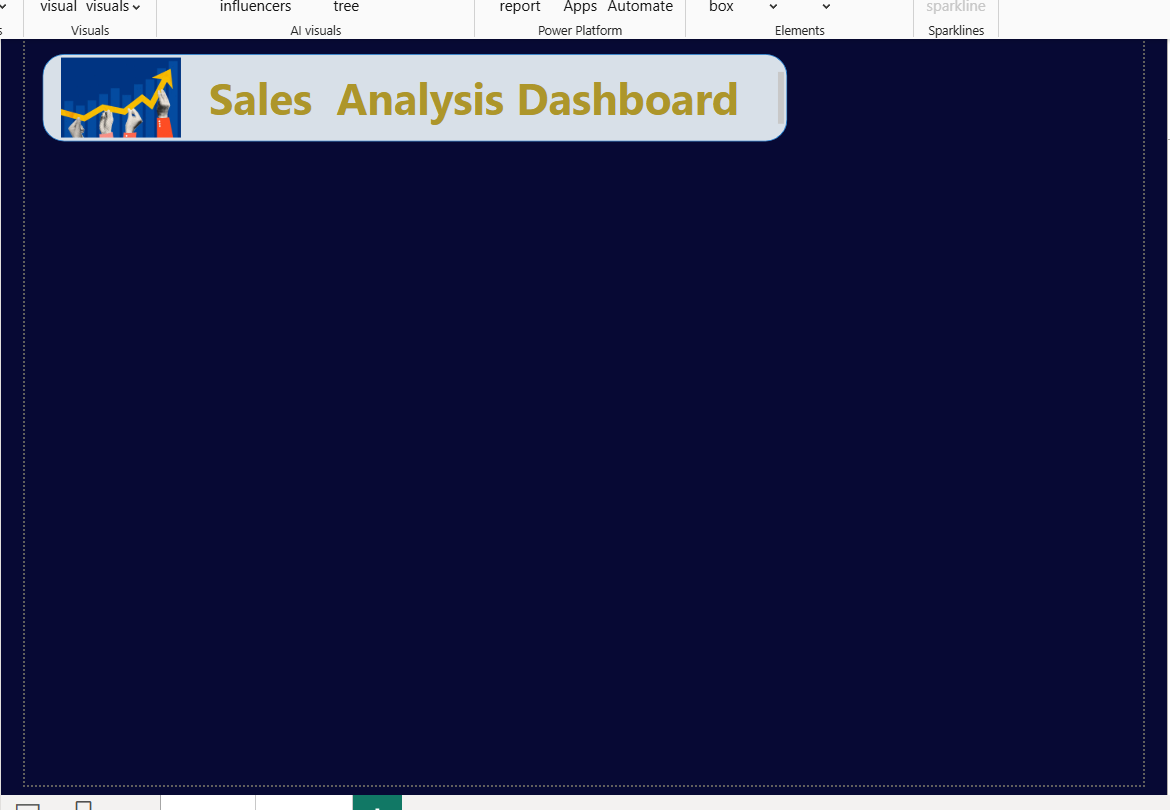 visual visuals influencers tree report Apps Automate box sparkline
Visuals AI visuals Power Platform Elements Sparklines
Sales Analysis Dashboard